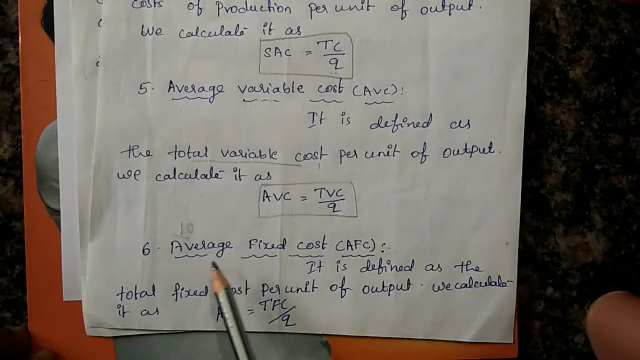 costs of production per unit of output.
We calculate it as
SAC = TC/q
5. Average variable cost (AVC):
It is defined as
the total variable cost per unit of output.
we calculate it as
AVC = TVC/q
6. Average Fixed cost (AFC):-
It is defined as the
total fixed cost per unit of output. we calculate
it as A = TFC/q